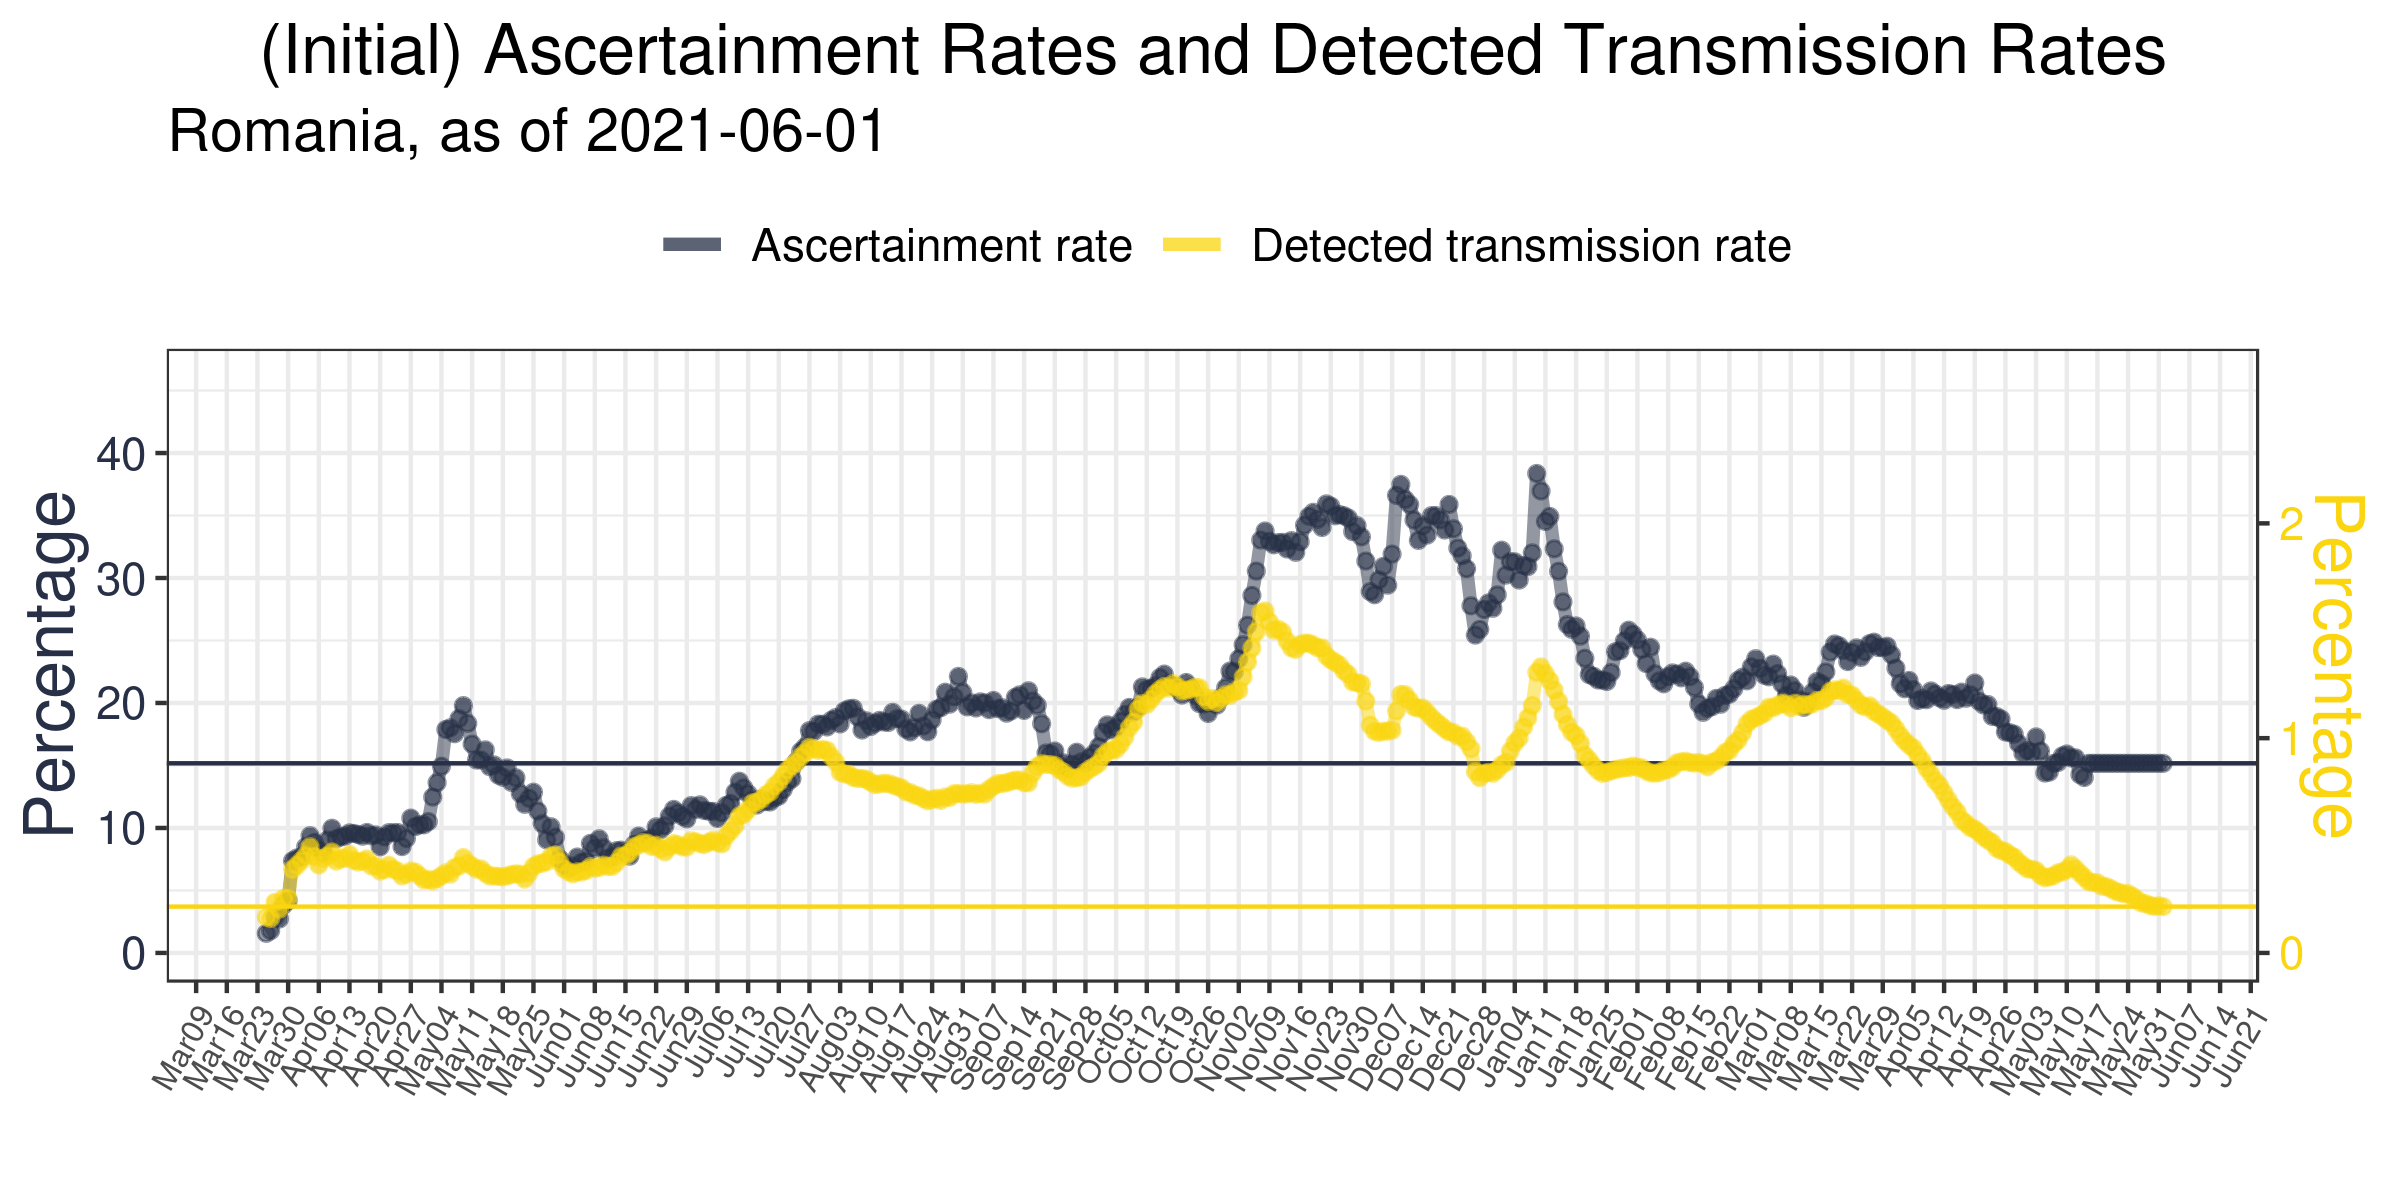 (Initial) Ascertainment Rates and Detected Transmission Rates
Romania, as of 2021-06-01
Ascertainment rate Detected transmission rate
Percentage
40
30
20
10
0
2
1
0
Percentage
Mar09 Mar16 Mar23 Mar30 Apr06 Apr13 Apr20 Apr27 May04 May11 May18 May25 Jun01 Jun08 Jun15 Jun22 Jun29 Jul06 Jul13 Jul20 Jul27 Aug03 Aug10 Aug17 Aug24 Aug31 Sep07 Sep14 Sep21 Sep28 Oct05 Oct12 Oct19 Oct26 Nov02 Nov09 Nov16 Nov23 Nov30 Dec07 Dec14 Dec21 Dec28 Jan04 Jan11 Jan18 Jan25 Feb01 Feb08 Feb15 Feb22 Mar01 Mar08 Mar15 Mar22 Mar29 Apr05 Apr12 Apr19 Apr26 May03 May10 May17 May24 May31 Jun07 Jun14 Jun21